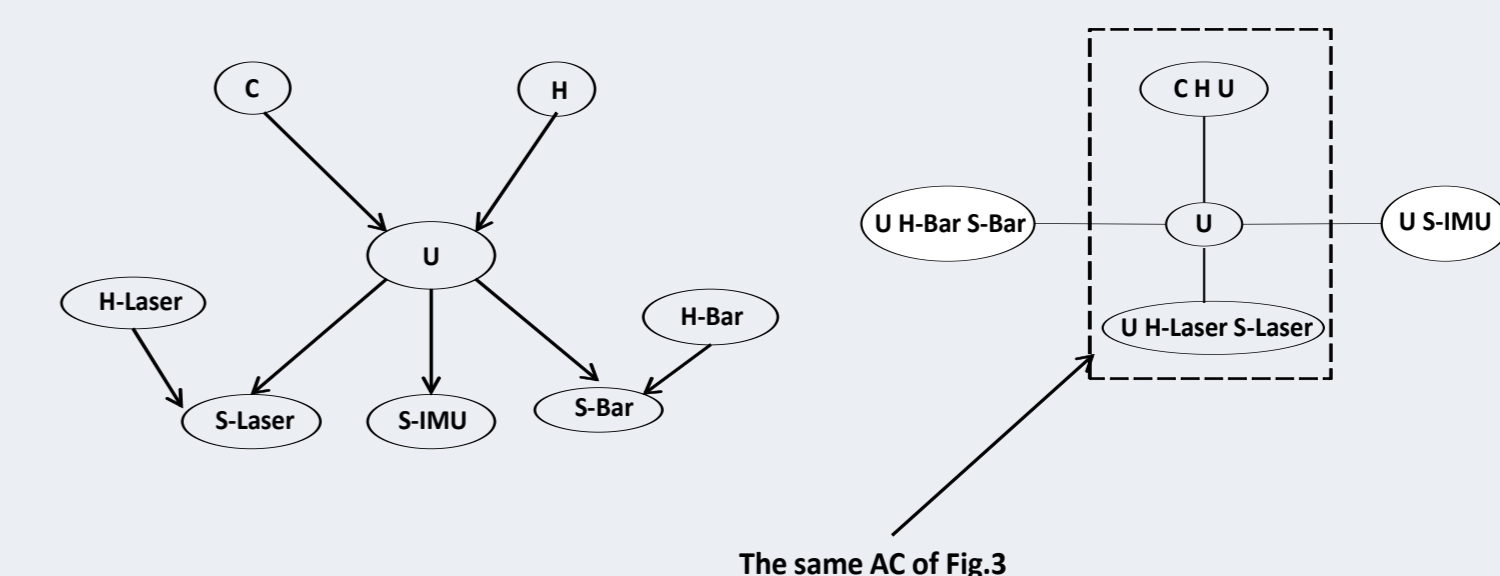 C
H
U
H-Laser
H-Bar
S-Laser
S-IMU
S-Bar
C H U
U H-Bar S-Bar
U
U S-IMU
U H-Laser S-Laser
The same AC of Fig.3